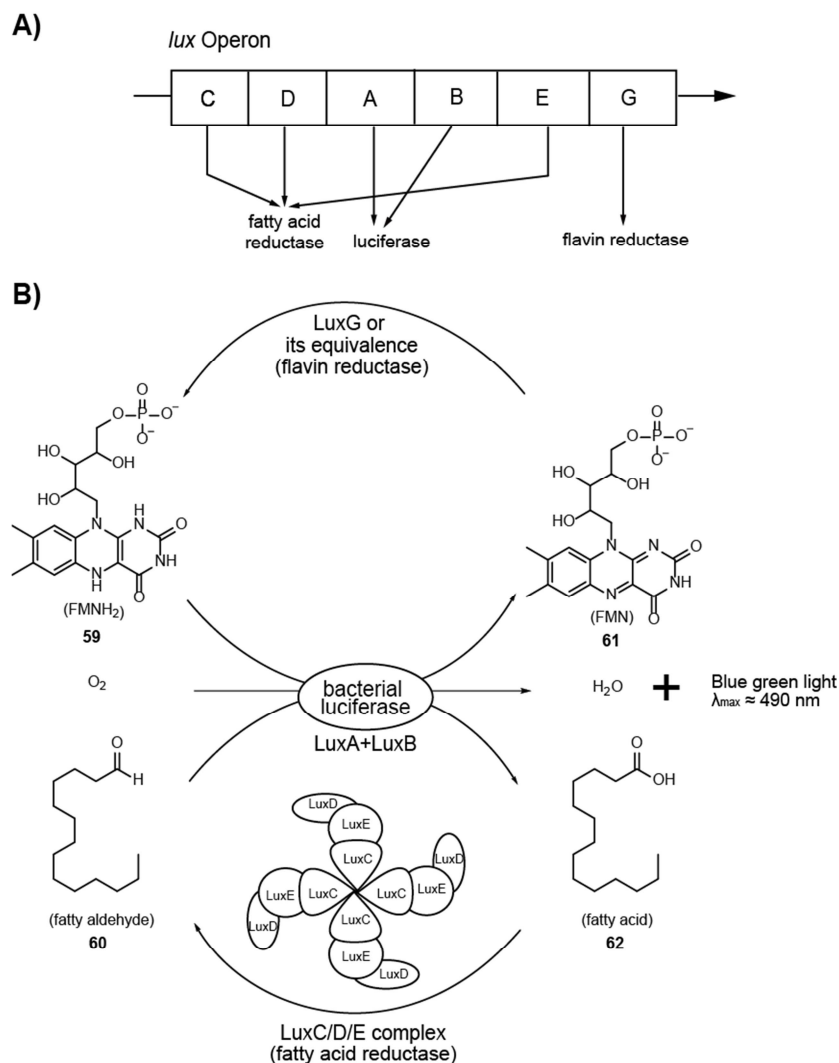 A)
lux Operon
C D A B E G
fatty acid
reductase
luciferase
flavin reductase
B)
LuxG or
its equivalence
(flavin reductase)
O
O P O⁻
O⁻
HO
OH
HO
N
H
N
O
NH
N
H
O
(FMNH₂)
59
O
O P O⁻
O⁻
HO
OH
HO
N
N
O
NH
N
O
(FMN)
61
O₂
bacterial
luciferase
LuxA+LuxB
H₂O
+
Blue green light
λmax ≈ 490 nm
O
H
(fatty aldehyde)
60
LuxD
LuxE
LuxC
LuxD
LuxE
LuxC
LuxC
LuxE
LuxD
LuxC
LuxE
LuxD
O
OH
(fatty acid)
62
LuxC/D/E complex
(fatty acid reductase)